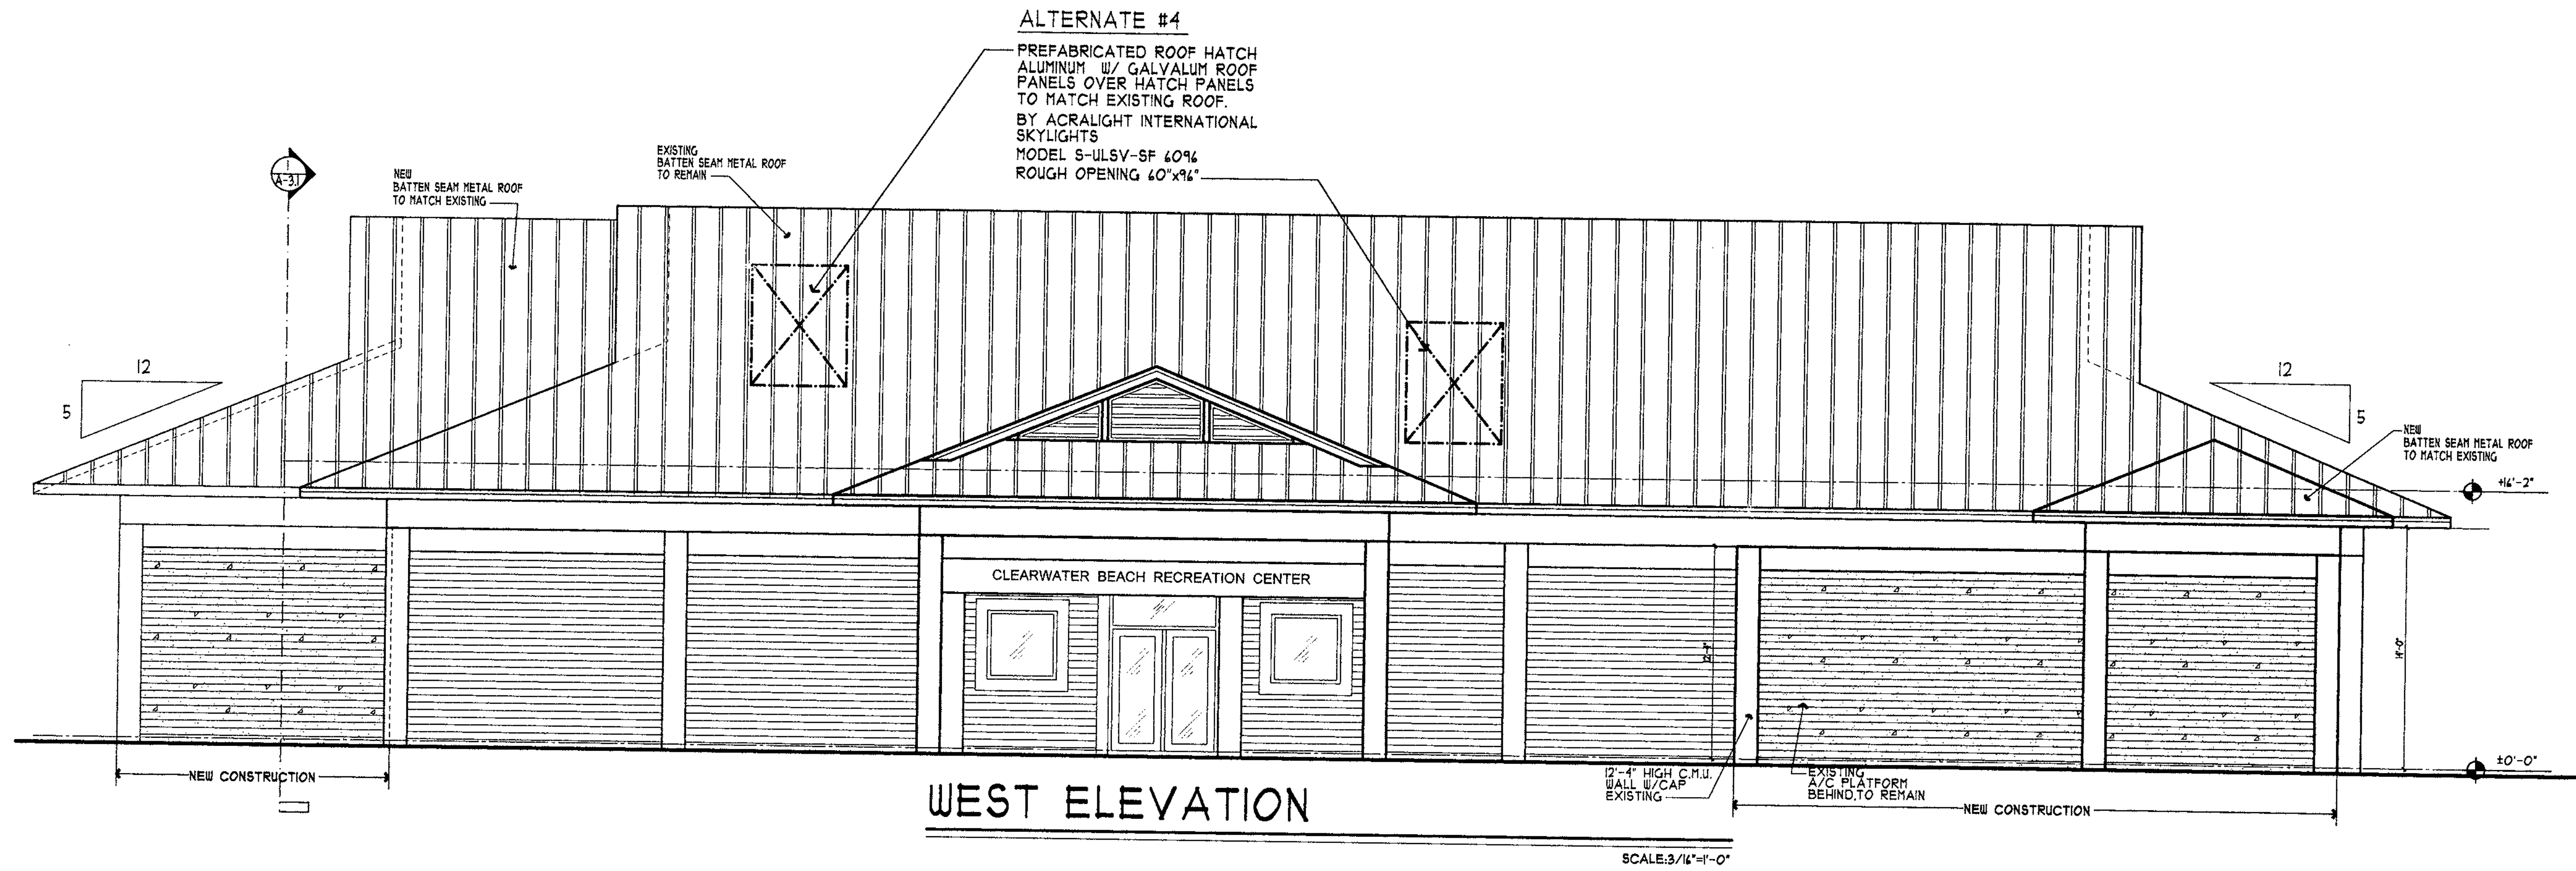 ALTERNATE #4
PREFABRICATED ROOF HATCH
ALUMINUM W/ GALVALUM ROOF
PANELS OVER HATCH PANELS
TO MATCH EXISTING ROOF.
BY ACRALIGHT INTERNATIONAL
SKYLIGHTS
MODEL S-ULSV-SF 6096
ROUGH OPENING 60"x96"
1
A-3.1
NEW
BATTEN SEAM METAL ROOF
TO MATCH EXISTING
EXISTING
BATTEN SEAM METAL ROOF
TO REMAIN
12
5
12
5
NEW
BATTEN SEAM METAL ROOF
TO MATCH EXISTING
+16'-2"
CLEARWATER BEACH RECREATION CENTER
12'-4"
14'-0"
±0'-0"
NEW CONSTRUCTION
12'-4" HIGH C.M.U.
WALL W/CAP
EXISTING
EXISTING
A/C PLATFORM
BEHIND,TO REMAIN
NEW CONSTRUCTION
WEST ELEVATION
SCALE:3/16"=1'-0"